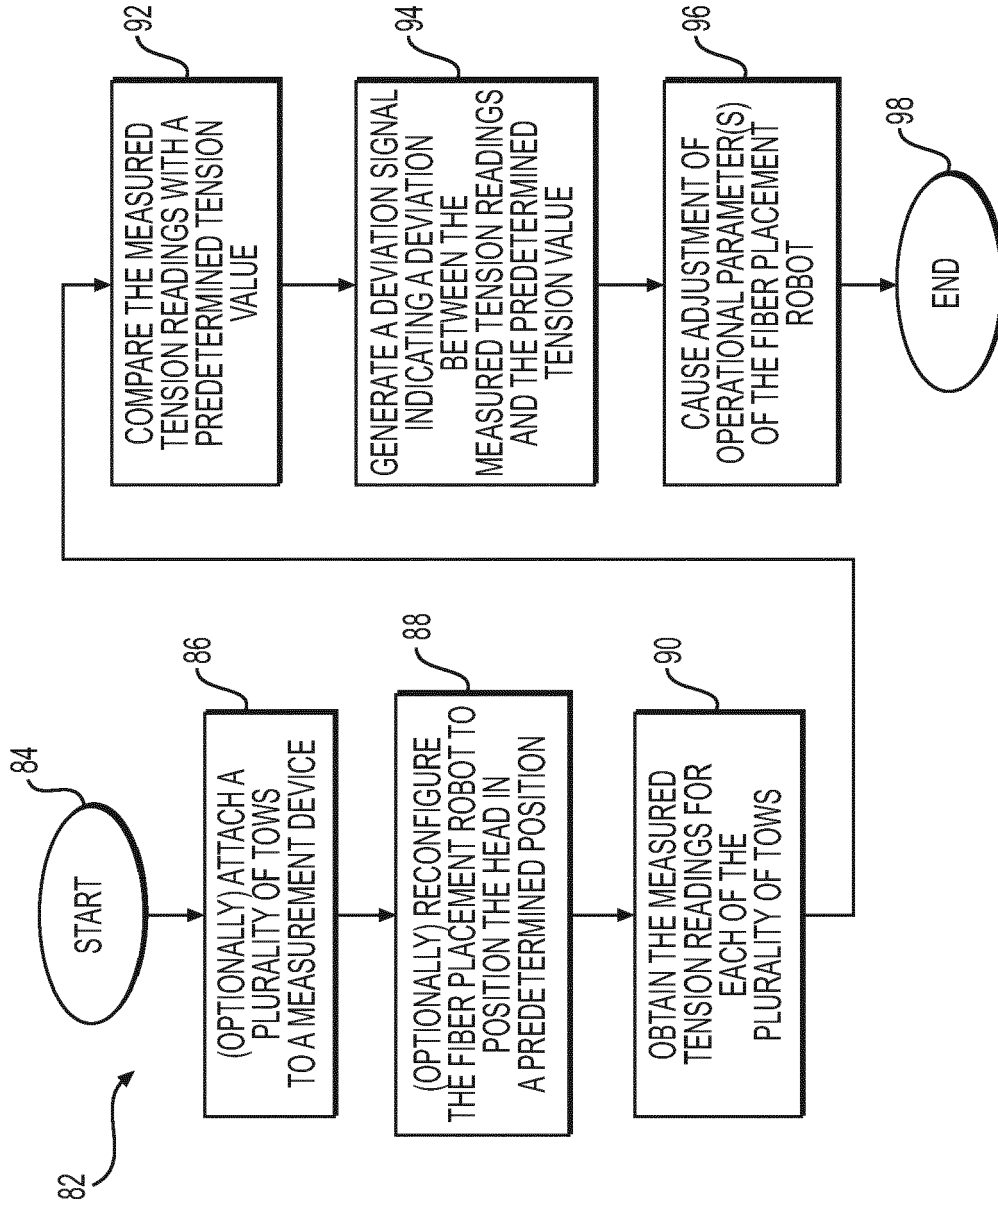 82
84
START
86
(OPTIONALLY) ATTACH A
PLURALITY OF TOWS
TO A MEASUREMENT DEVICE
88
(OPTIONALLY) RECONFIGURE
THE FIBER PLACEMENT ROBOT TO
POSITION THE HEAD IN
A PREDETERMINED POSITION
90
OBTAIN THE MEASURED
TENSION READINGS FOR
EACH OF THE
PLURALITY OF TOWS
92
COMPARE THE MEASURED
TENSION READINGS WITH A
PREDETERMINED TENSION
VALUE
94
GENERATE A DEVIATION SIGNAL
INDICATING A DEVIATION
BETWEEN THE
MEASURED TENSION READINGS
AND THE PREDETERMINED
TENSION VALUE
96
CAUSE ADJUSTMENT OF
OPERATIONAL PARAMETER(S)
OF THE FIBER PLACEMENT
ROBOT
98
END